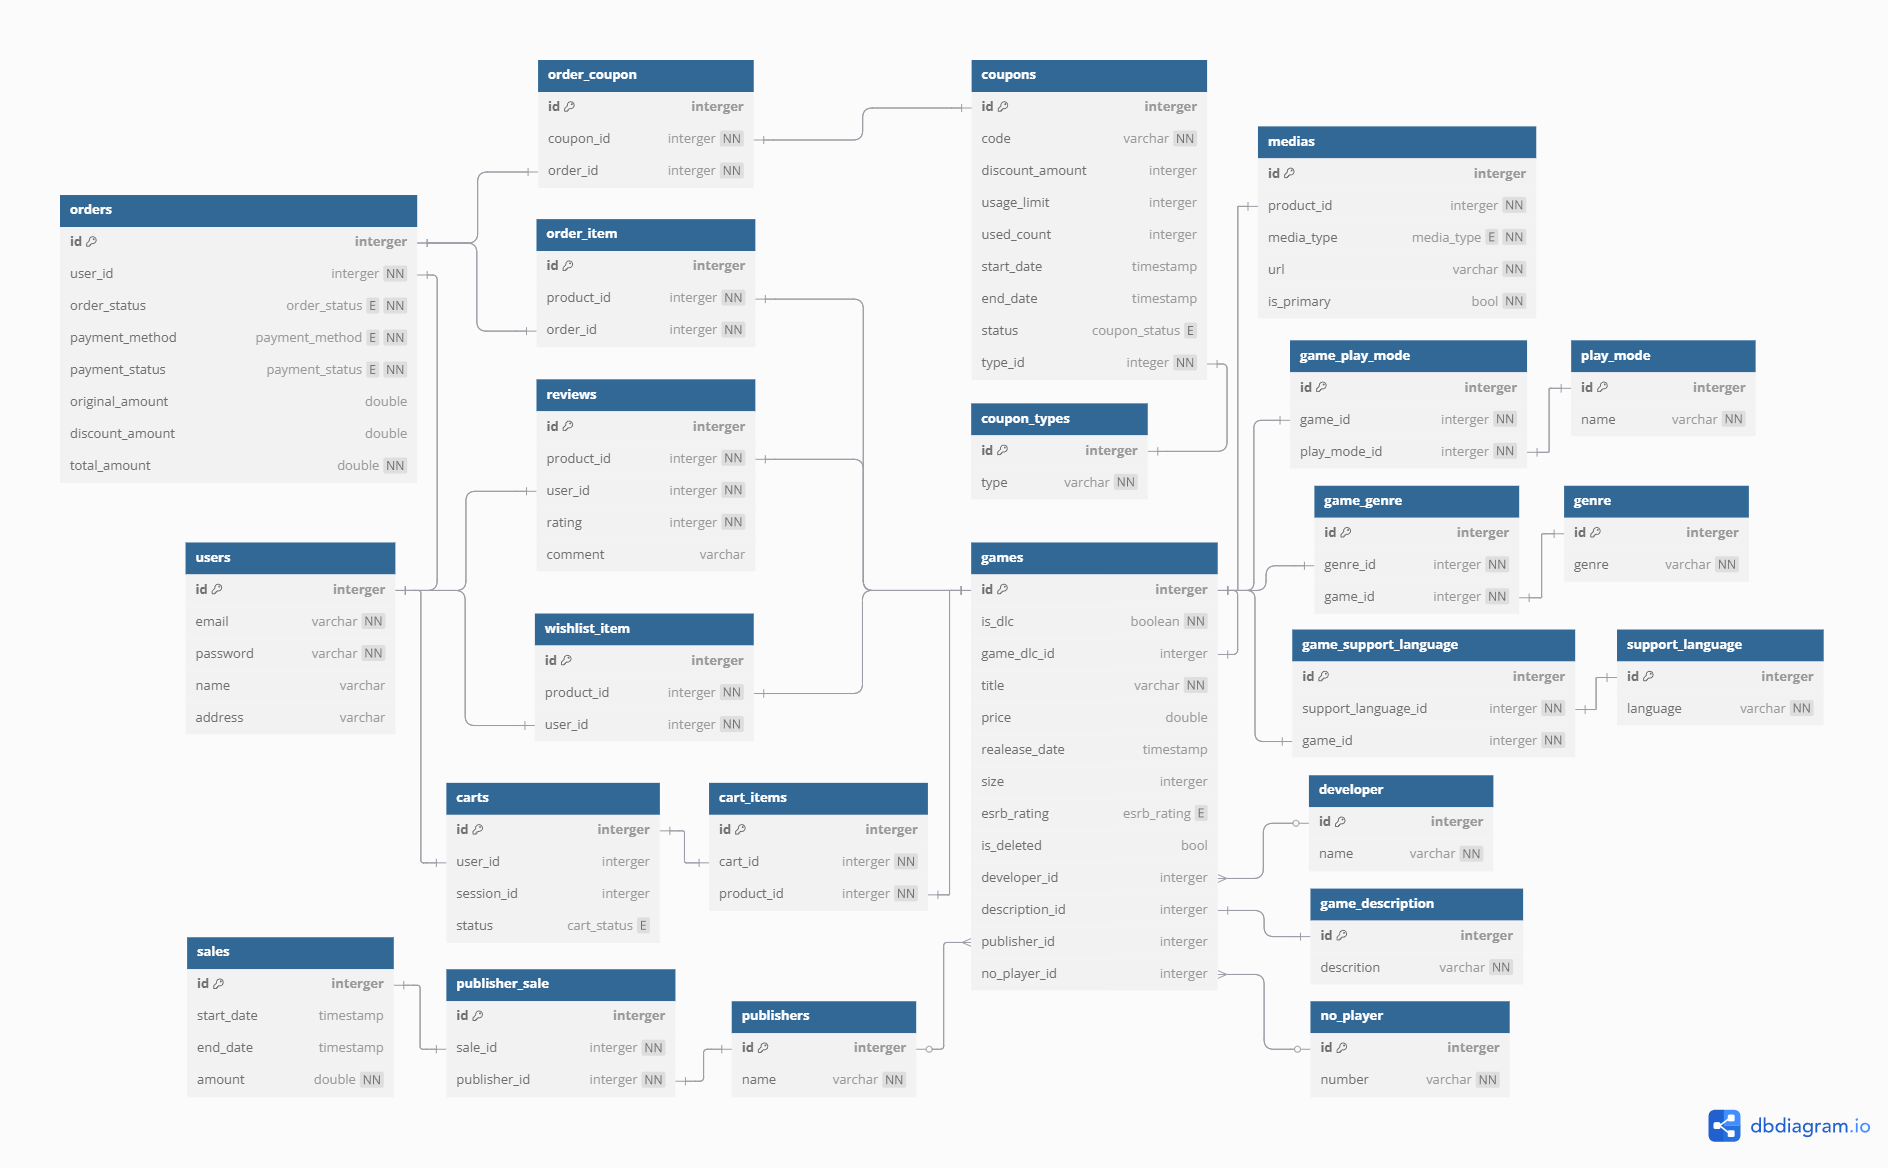 order_coupon
id interger
coupon_id interger NN
order_id interger NN
coupons
id interger
code varchar NN
discount_amount interger
usage_limit interger
used_count interger
start_date timestamp
end_date timestamp
status coupon_status E
type_id integer NN
medias
id interger
product_id interger NN
media_type media_type E NN
url varchar NN
is_primary bool NN
orders
id interger
user_id interger NN
order_status order_status E NN
payment_method payment_method E NN
payment_status payment_status E NN
original_amount double
discount_amount double
total_amount double NN
order_item
id interger
product_id interger NN
order_id interger NN
reviews
id interger
product_id interger NN
user_id interger NN
rating interger NN
comment varchar
coupon_types
id interger
type varchar NN
game_play_mode
id interger
game_id interger NN
play_mode_id interger NN
play_mode
id interger
name varchar NN
game_genre
id interger
genre_id interger NN
game_id interger NN
genre
id interger
genre varchar NN
users
id interger
email varchar NN
password varchar NN
name varchar
address varchar
wishlist_item
id interger
product_id interger NN
user_id interger NN
games
id interger
is_dlc boolean NN
game_dlc_id interger
title varchar NN
price double
realease_date timestamp
size interger
esrb_rating esrb_rating E
is_deleted bool
developer_id interger
description_id interger
publisher_id interger
no_player_id interger
game_support_language
id interger
support_language_id interger NN
game_id interger NN
support_language
id interger
language varchar NN
carts
id interger
user_id interger
session_id interger
status cart_status E
cart_items
id interger
cart_id interger NN
product_id interger NN
developer
id interger
name varchar NN
game_description
id interger
descrition varchar NN
sales
id interger
start_date timestamp
end_date timestamp
amount double NN
publisher_sale
id interger
sale_id interger NN
publisher_id interger NN
publishers
id interger
name varchar NN
no_player
id interger
number varchar NN
dbdiagram.io